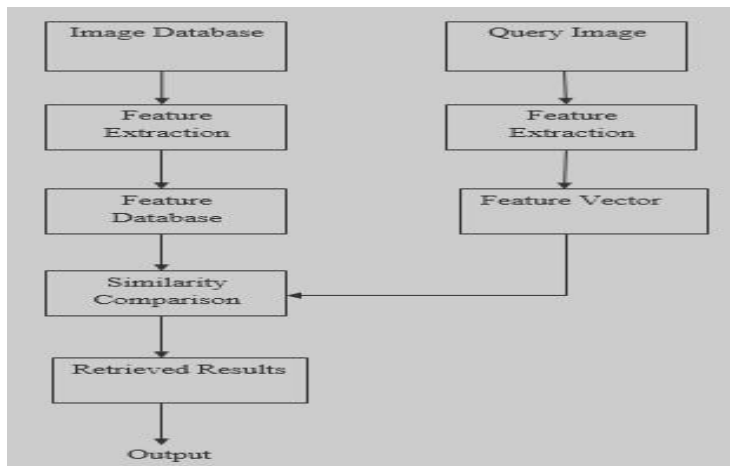 Image Database
Query Image
Feature
Extraction
Feature
Extraction
Feature
Database
Feature Vector
Similarity
Comparison
Retrieved Results
Output